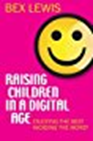 BEX LEWIS
RAISING
CHILDREN
IN A DIGITAL
AGE
ENJOYING THE BEST
AVOIDING THE WORST